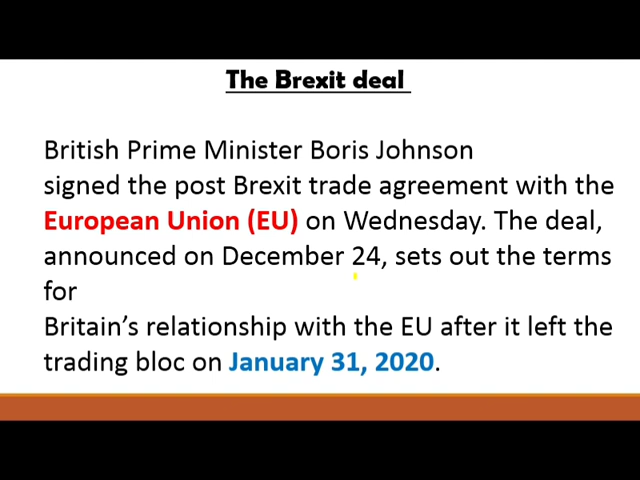 The Brexit deal
British Prime Minister Boris Johnson
signed the post Brexit trade agreement with the
European Union (EU) on Wednesday. The deal,
announced on December 24, sets out the terms
for
Britain’s relationship with the EU after it left the
trading bloc on January 31, 2020.